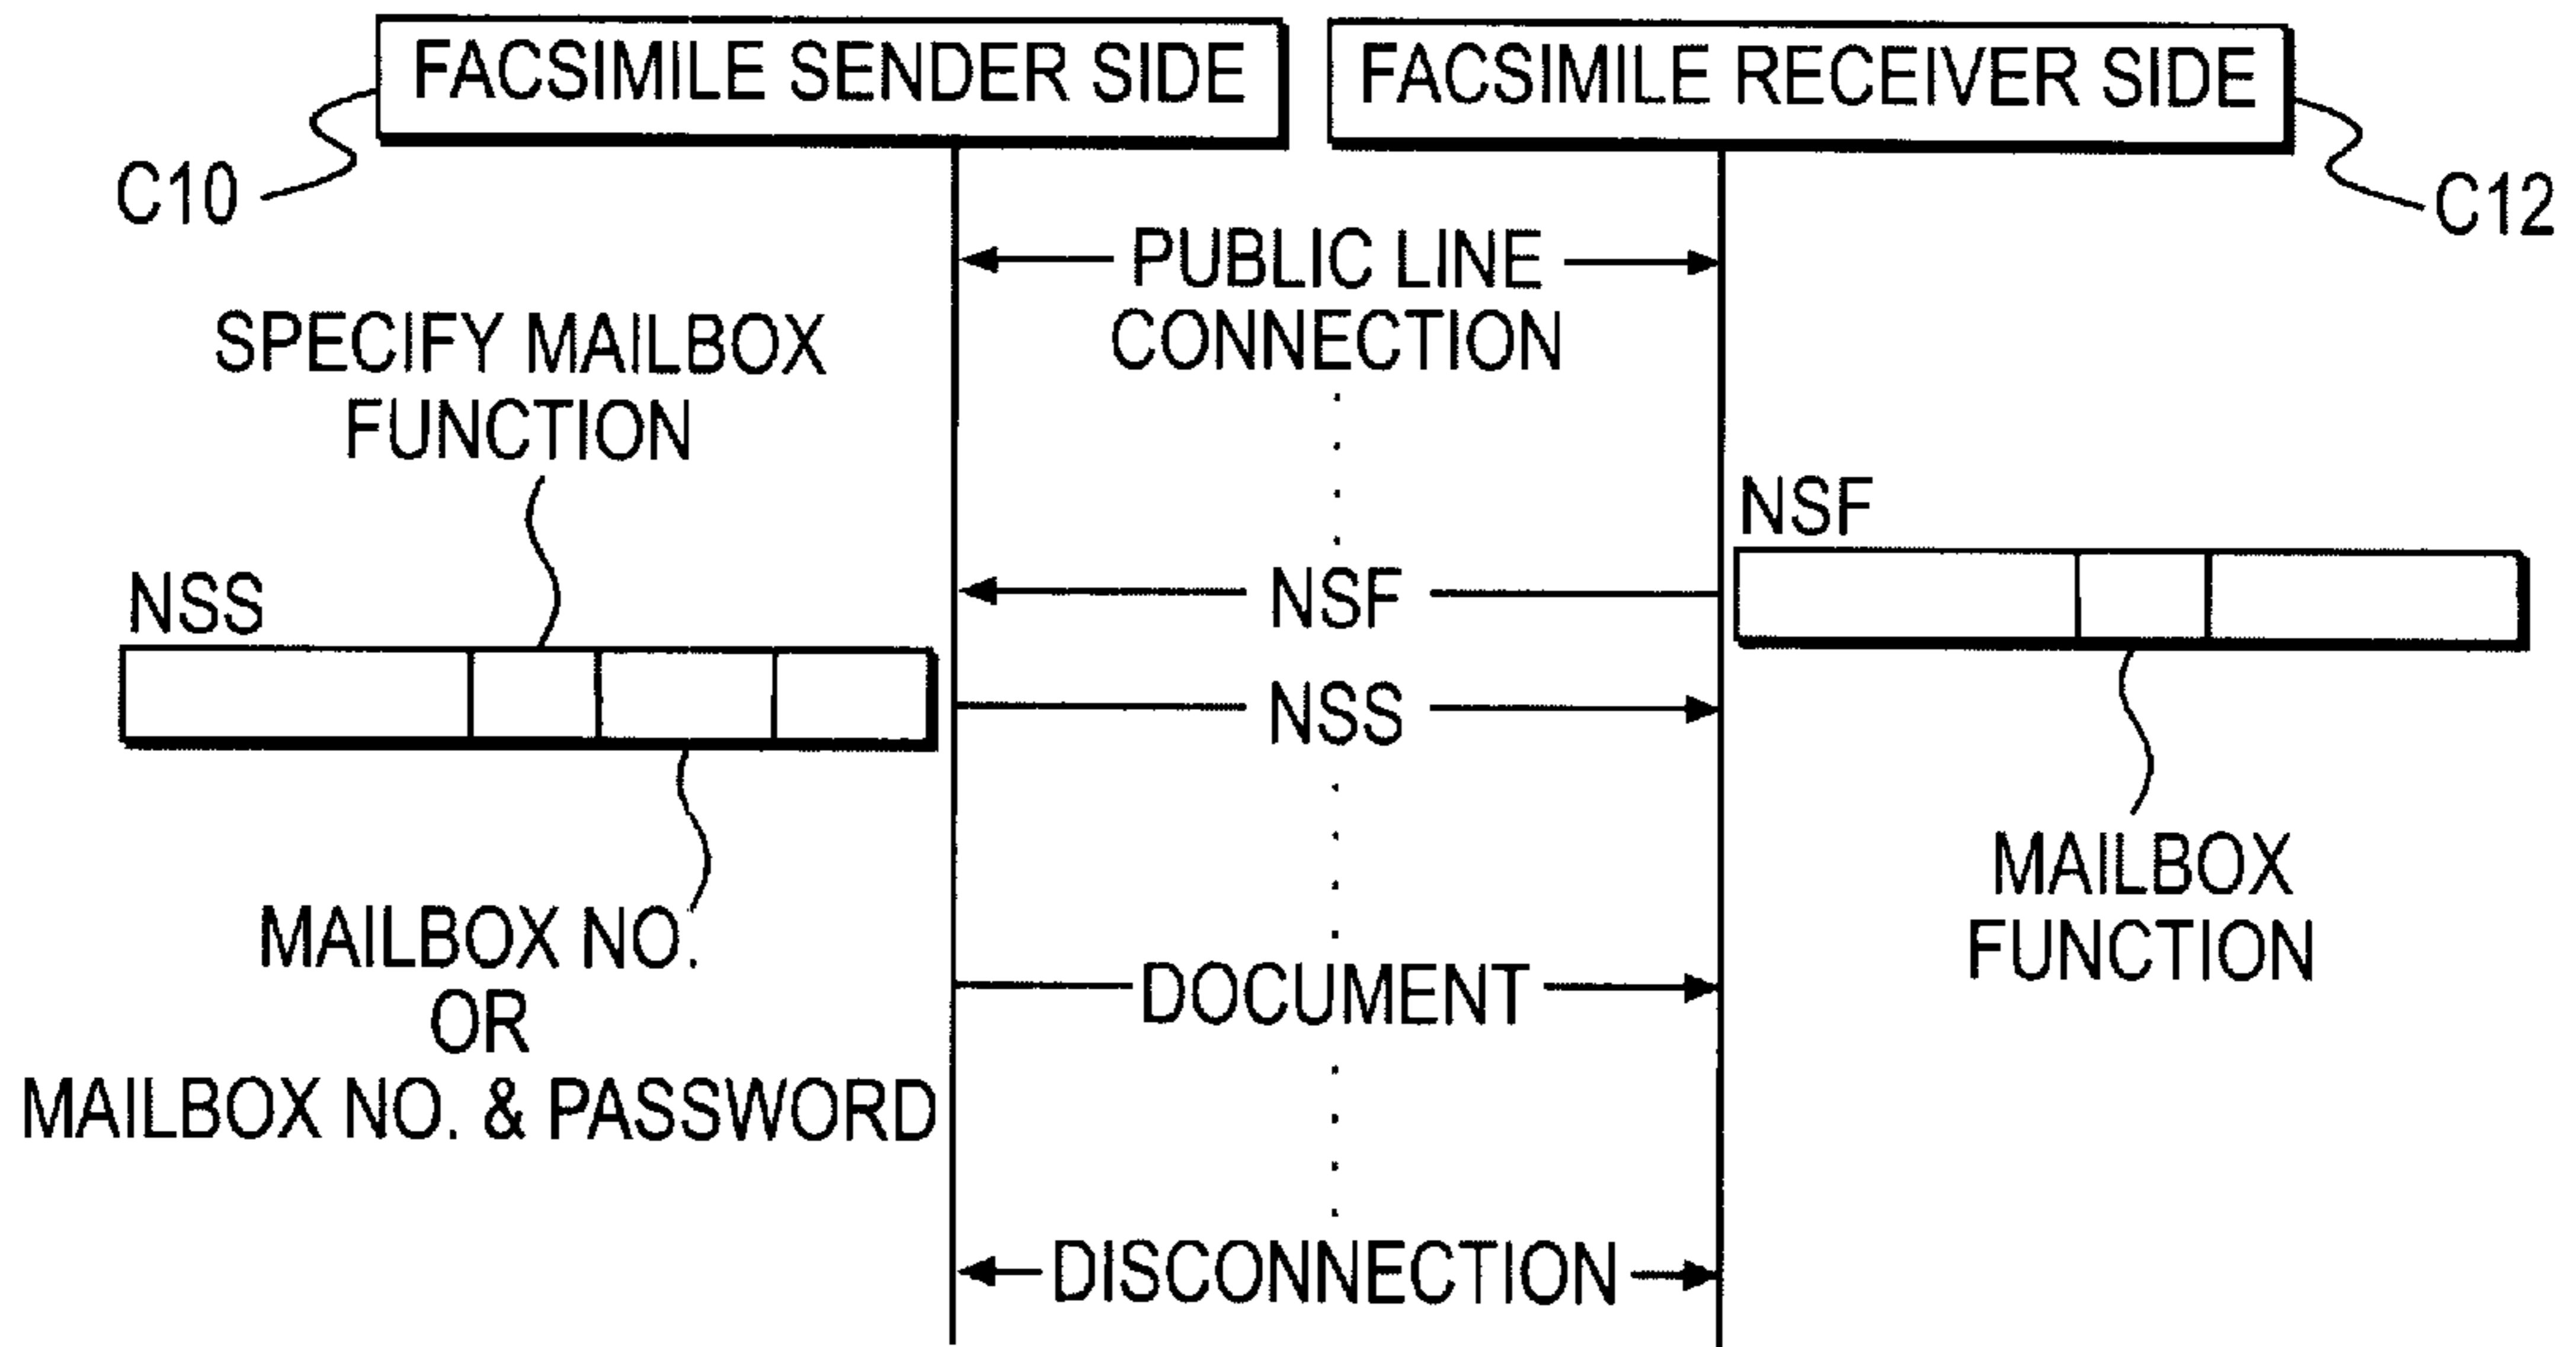 FACSIMILE SENDER SIDE
FACSIMILE RECEIVER SIDE
C10
C12
PUBLIC LINE
CONNECTION
SPECIFY MAILBOX
FUNCTION
NSF
NSF
NSS
NSS
MAILBOX
FUNCTION
MAILBOX NO.
OR
MAILBOX NO. & PASSWORD
DOCUMENT
DISCONNECTION